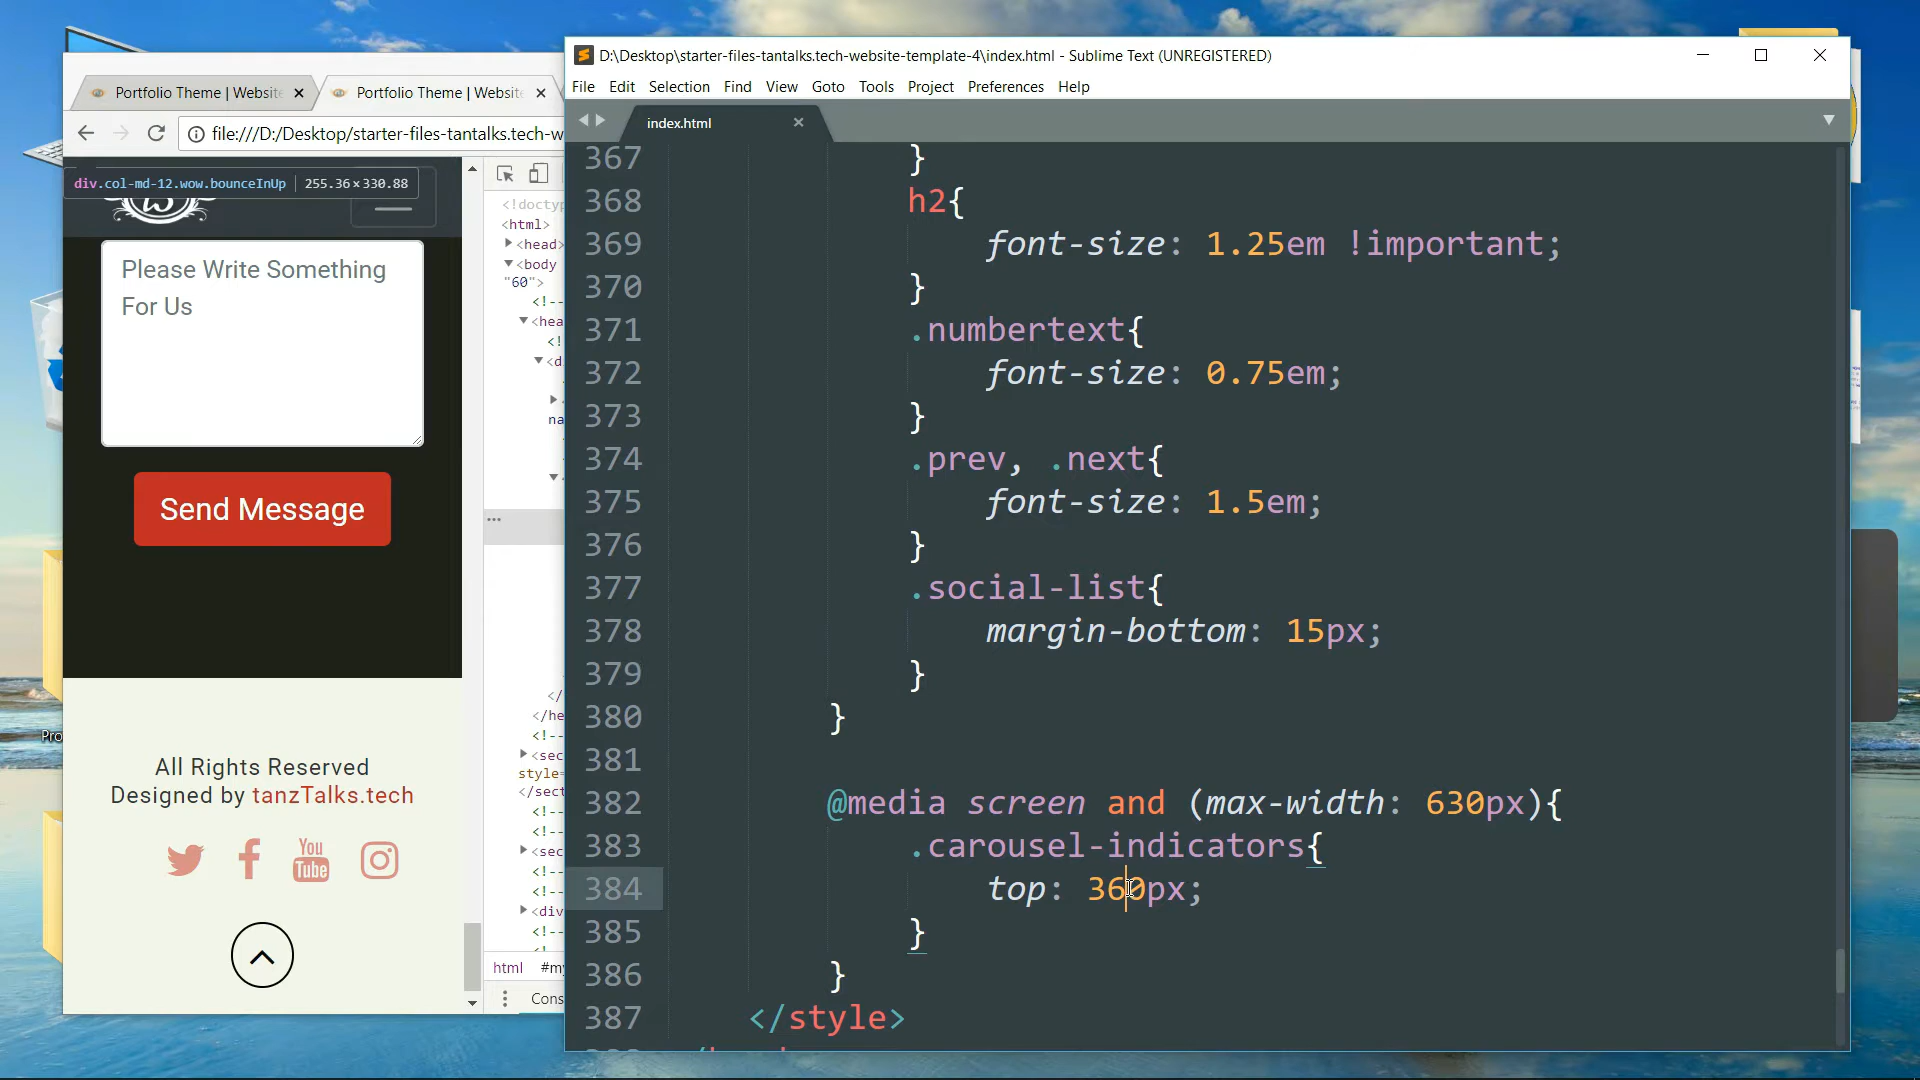 D:\Desktop\starter-files-tantalks.tech-website-template-4\index.html - Sublime Text (UNREGISTERED)
File Edit Selection Find View Goto Tools Project Preferences Help
index.html
Portfolio Theme | Website
Portfolio Theme | Websit
file:///D:/Desktop/starter-files-tantalks.tech-w
div.col-md-12.wow.bounceInUp 255.36×330.88
Please Write Something
For Us
Send Message
All Rights Reserved
Designed by tanzTalks.tech
You
Tube
<!doctyp
<html>
<head>
<body
"60">
<!--
<hea
<!
<d
na
</
</he
<!--
<sec
style=
</sect
<!--
<!--
<sec
<!--
<!--
<div
<!--
html #my
Cons
Pro
367 }
368 h2{
369 font-size: 1.25em !important;
370 }
371 .numbertext{
372 font-size: 0.75em;
373 }
374 .prev, .next{
375 font-size: 1.5em;
376 }
377 .social-list{
378 margin-bottom: 15px;
379 }
380 }
381
382 @media screen and (max-width: 630px){
383 .carousel-indicators{
384 top: 360px;
385 }
386 }
387 </style>